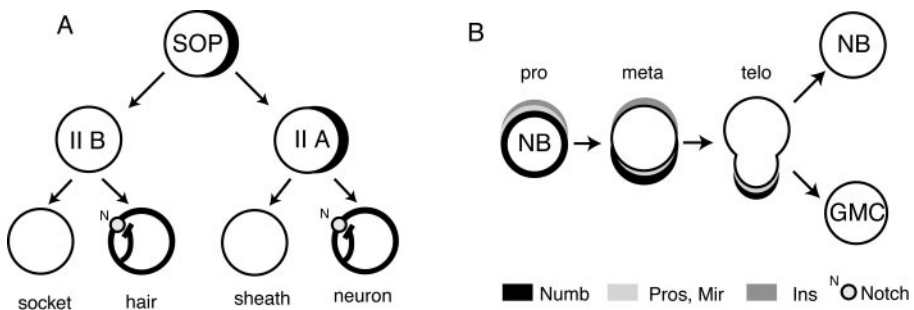 A
SOP
II B
II A
N
N
socket hair sheath neuron
B
pro meta telo
NB
NB
GMC
Numb Pros, Mir Ins N Notch